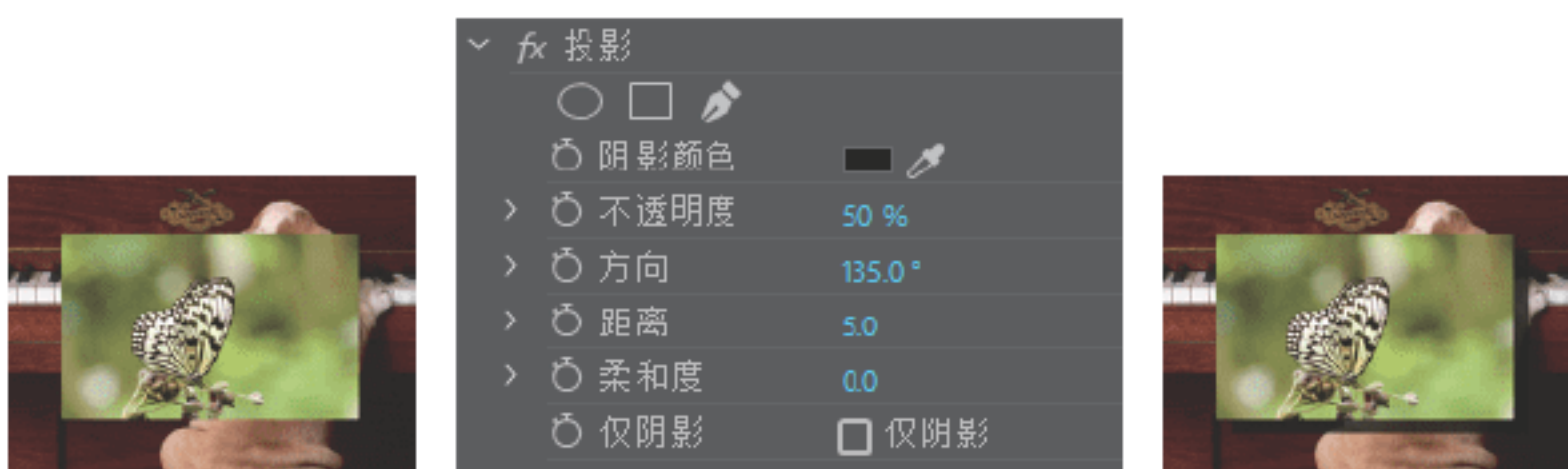 fx 投影
阴影颜色
不透明度 50 %
方向 135.0°
距离 5.0
柔和度 0.0
仅阴影 仅阴影